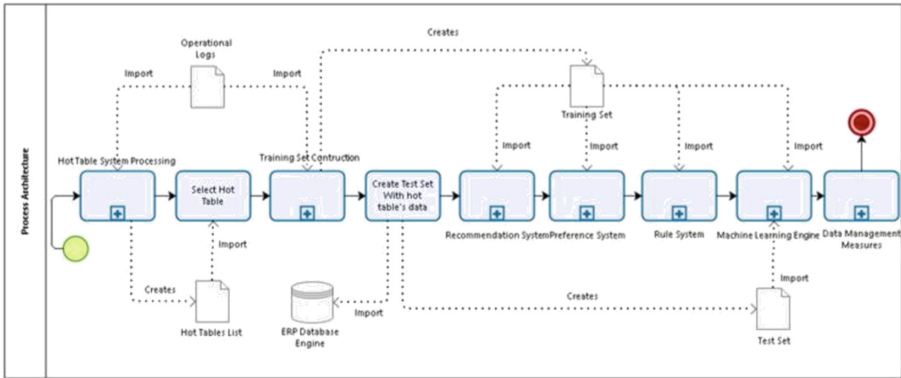 Process Architecture
Creates
Operational
Logs
Import
Import
Training Set
Import
Import
Import
Import
Hot Table System Processing
Training Set Contruction
Select Hot
Table
Create Test Set
With hot
table's data
Recommendation System
Preference System
Rule System
Machine Learning Engine
Data Management
Measures
Import
Creates
Hot Tables List
Import
ERP Database
Engine
Creates
Import
Test Set